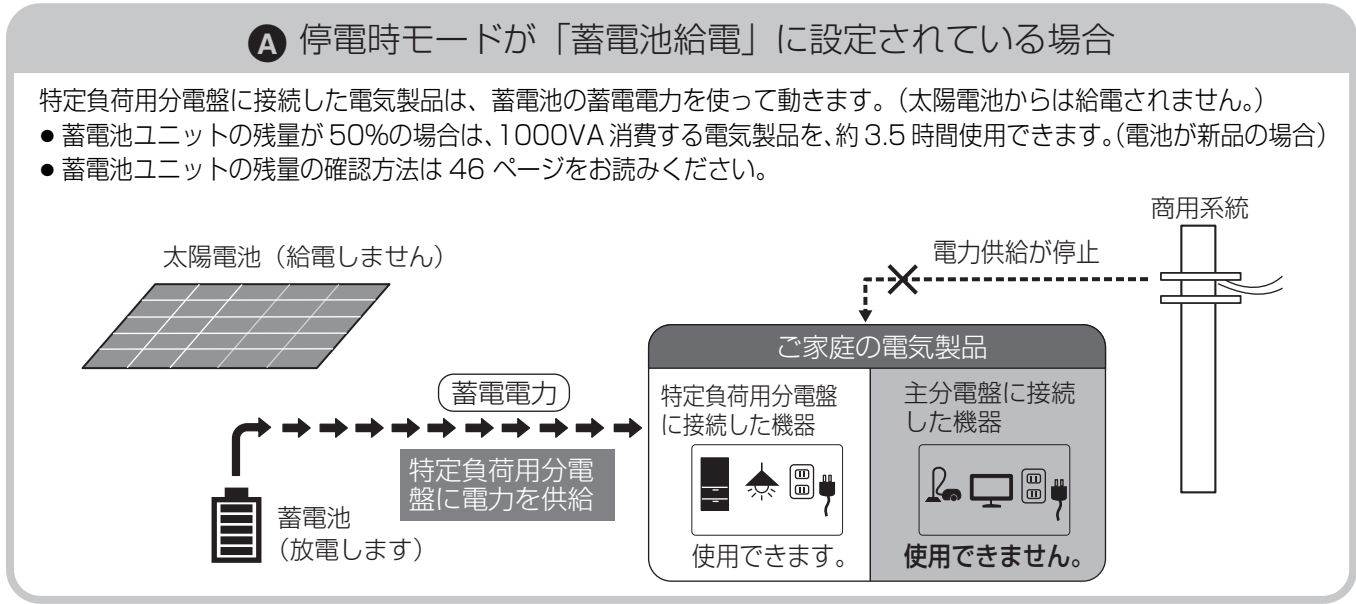 A 停電時モードが「蓄電池給電」に設定されている場合
特定負荷用分電盤に接続した電気製品は、蓄電池の蓄電電力を使って動きます。(太陽電池からは給電されません。)
● 蓄電池ユニットの残量が50%の場合は、1000VA消費する電気製品を、約3.5時間使用できます。(電池が新品の場合)
● 蓄電池ユニットの残量の確認方法は 46 ページをお読みください。
商用系統
太陽電池(給電しません)
電力供給が停止
ご家庭の電気製品
蓄電電力
特定負荷用分電盤
に接続した機器
主分電盤に接続
した機器
特定負荷用分電
盤に電力を供給
蓄電池
(放電します)
使用できます。
使用できません。